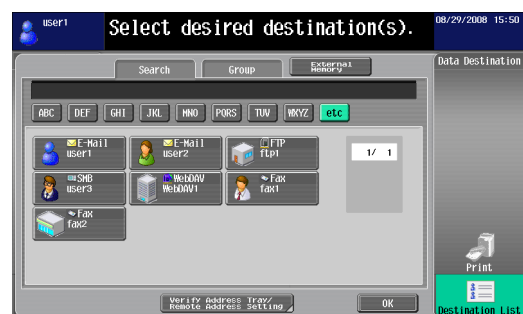 user1
Select desired destination(s).
08/29/2008 15:50
Search
Group
External
Memory
Data Destination
ABC
DEF
GHI
JKL
MNO
PQRS
TUV
WXYZ
etc
E-Mail
user1
E-Mail
user2
FTP
ftp1
1/ 1
SMB
user3
WebDAV
WebDAV1
Fax
fax1
Fax
fax2
Print
Verify Address Tray/
Remote Address Setting
OK
Destination List